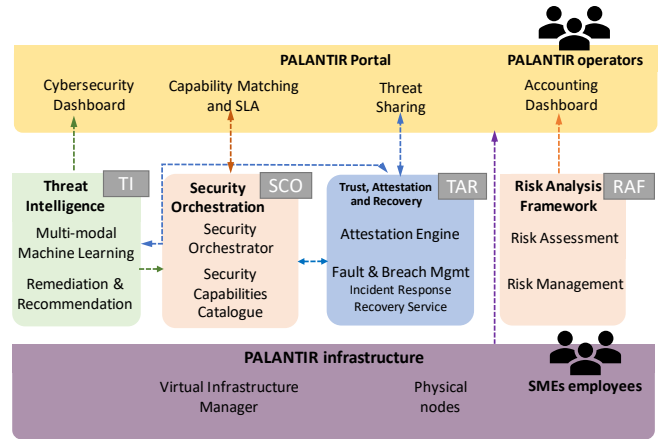 PALANTIR Portal
PALANTIR operators
Cybersecurity
Dashboard
Capability Matching
and SLA
Threat
Sharing
Accounting
Dashboard
TI
Threat
Intelligence
Multi-modal
Machine Learning
Remediation &
Recommendation
SCO
Security
Orchestration
Security
Orchestrator
Security
Capabilities
Catalogue
TAR
Trust, Attestation
and Recovery
Attestation Engine
Fault & Breach Mgmt
Incident Response
Recovery Service
RAF
Risk Analysis
Framework
Risk Assessment
Risk Management
PALANTIR infrastructure
SMEs employees
Virtual Infrastructure
Manager
Physical
nodes